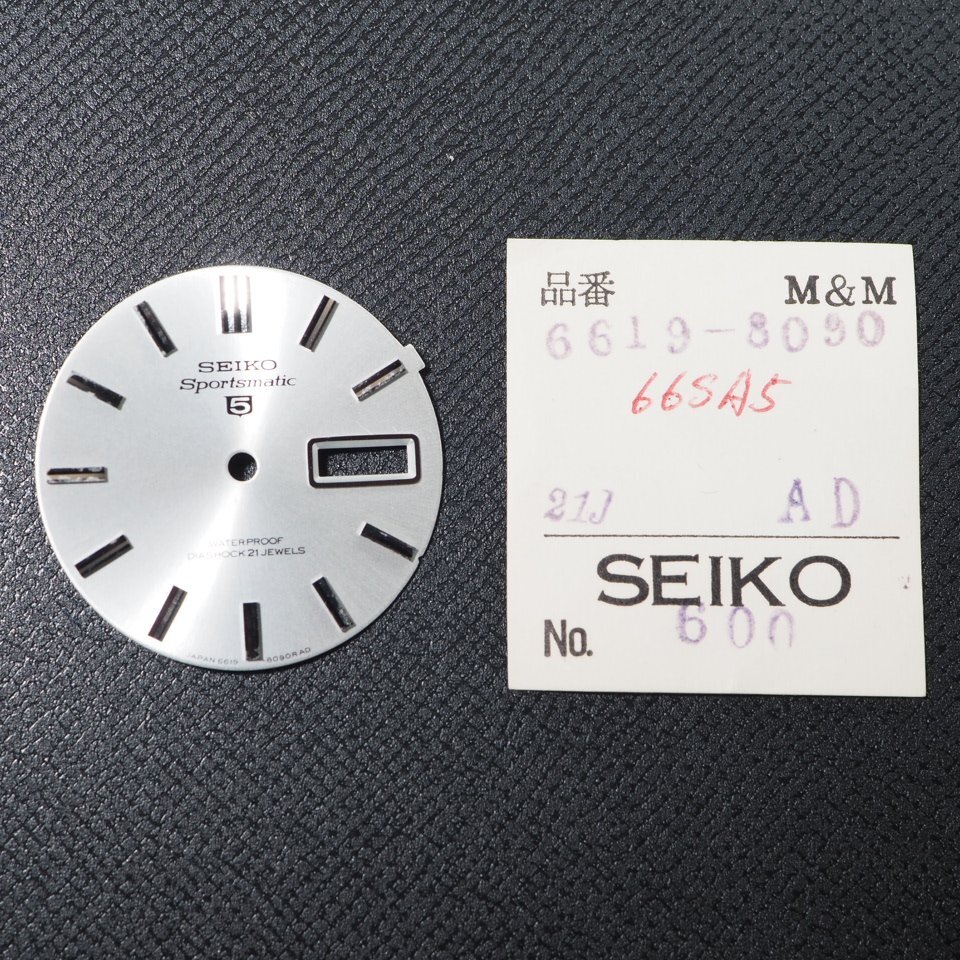 SEIKO
Sportsmatic
5
WATERPROOF
DIASHOCK 21 JEWELS
JAPAN 6619 8090R AD
品番 M&M
6619-8090
66SA5
21J AD
SEIKO
No. 600